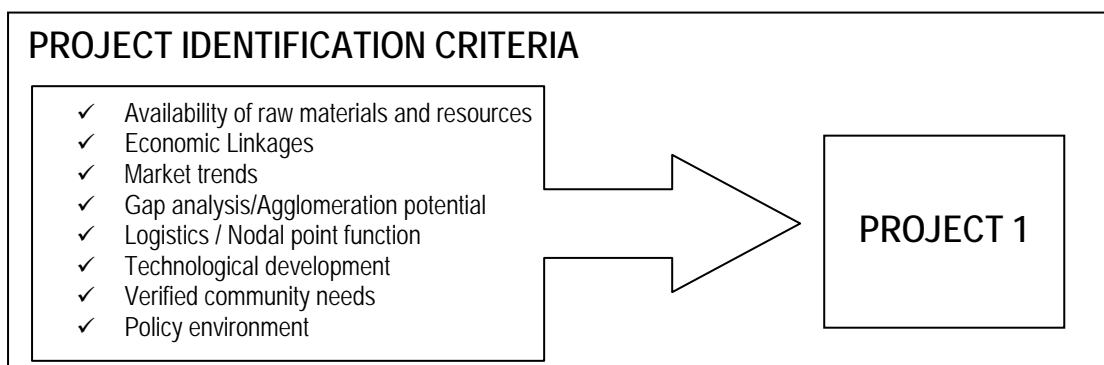 PROJECT IDENTIFICATION CRITERIA
✓ Availability of raw materials and resources
✓ Economic Linkages
✓ Market trends
✓ Gap analysis/Agglomeration potential
✓ Logistics / Nodal point function
✓ Technological development
✓ Verified community needs
✓ Policy environment
PROJECT 1